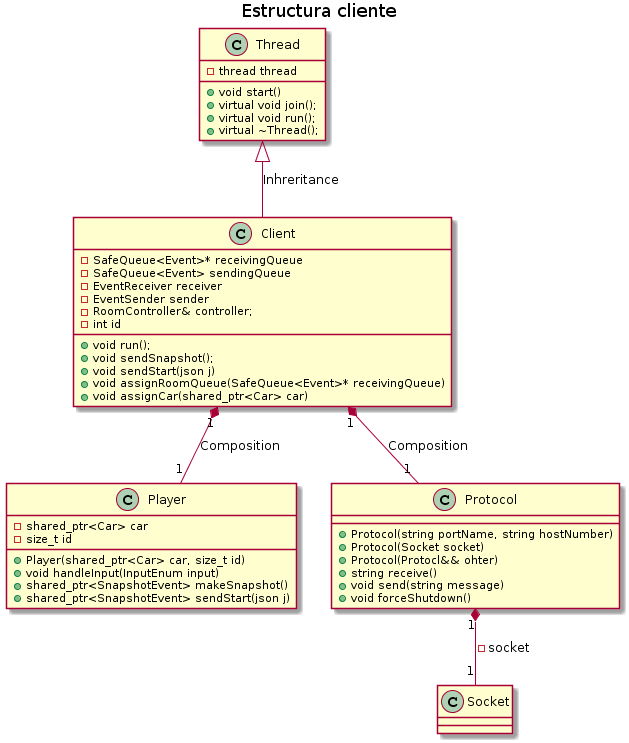 Estructura cliente
C Thread
thread thread
void start()
virtual void join();
virtual void run();
virtual ~Thread();
Inhreritance
C Client
SafeQueue<Event>* receivingQueue
SafeQueue<Event> sendingQueue
EventReceiver receiver
EventSender sender
RoomController& controller;
int id
void run();
void sendSnapshot();
void sendStart(json j)
void assignRoomQueue(SafeQueue<Event>* receivingQueue)
void assignCar(shared_ptr<Car> car)
1
1
Composition
Composition
1
1
C Player
shared_ptr<Car> car
size_t id
Player(shared_ptr<Car> car, size_t id)
void handleInput(InputEnum input)
shared_ptr<SnapshotEvent> makeSnapshot()
shared_ptr<SnapshotEvent> sendStart(json j)
C Protocol
Protocol(string portName, string hostNumber)
Protocol(Socket socket)
Protocol(Protocl&& ohter)
string receive()
void send(string message)
void forceShutdown()
1
socket
1
C Socket